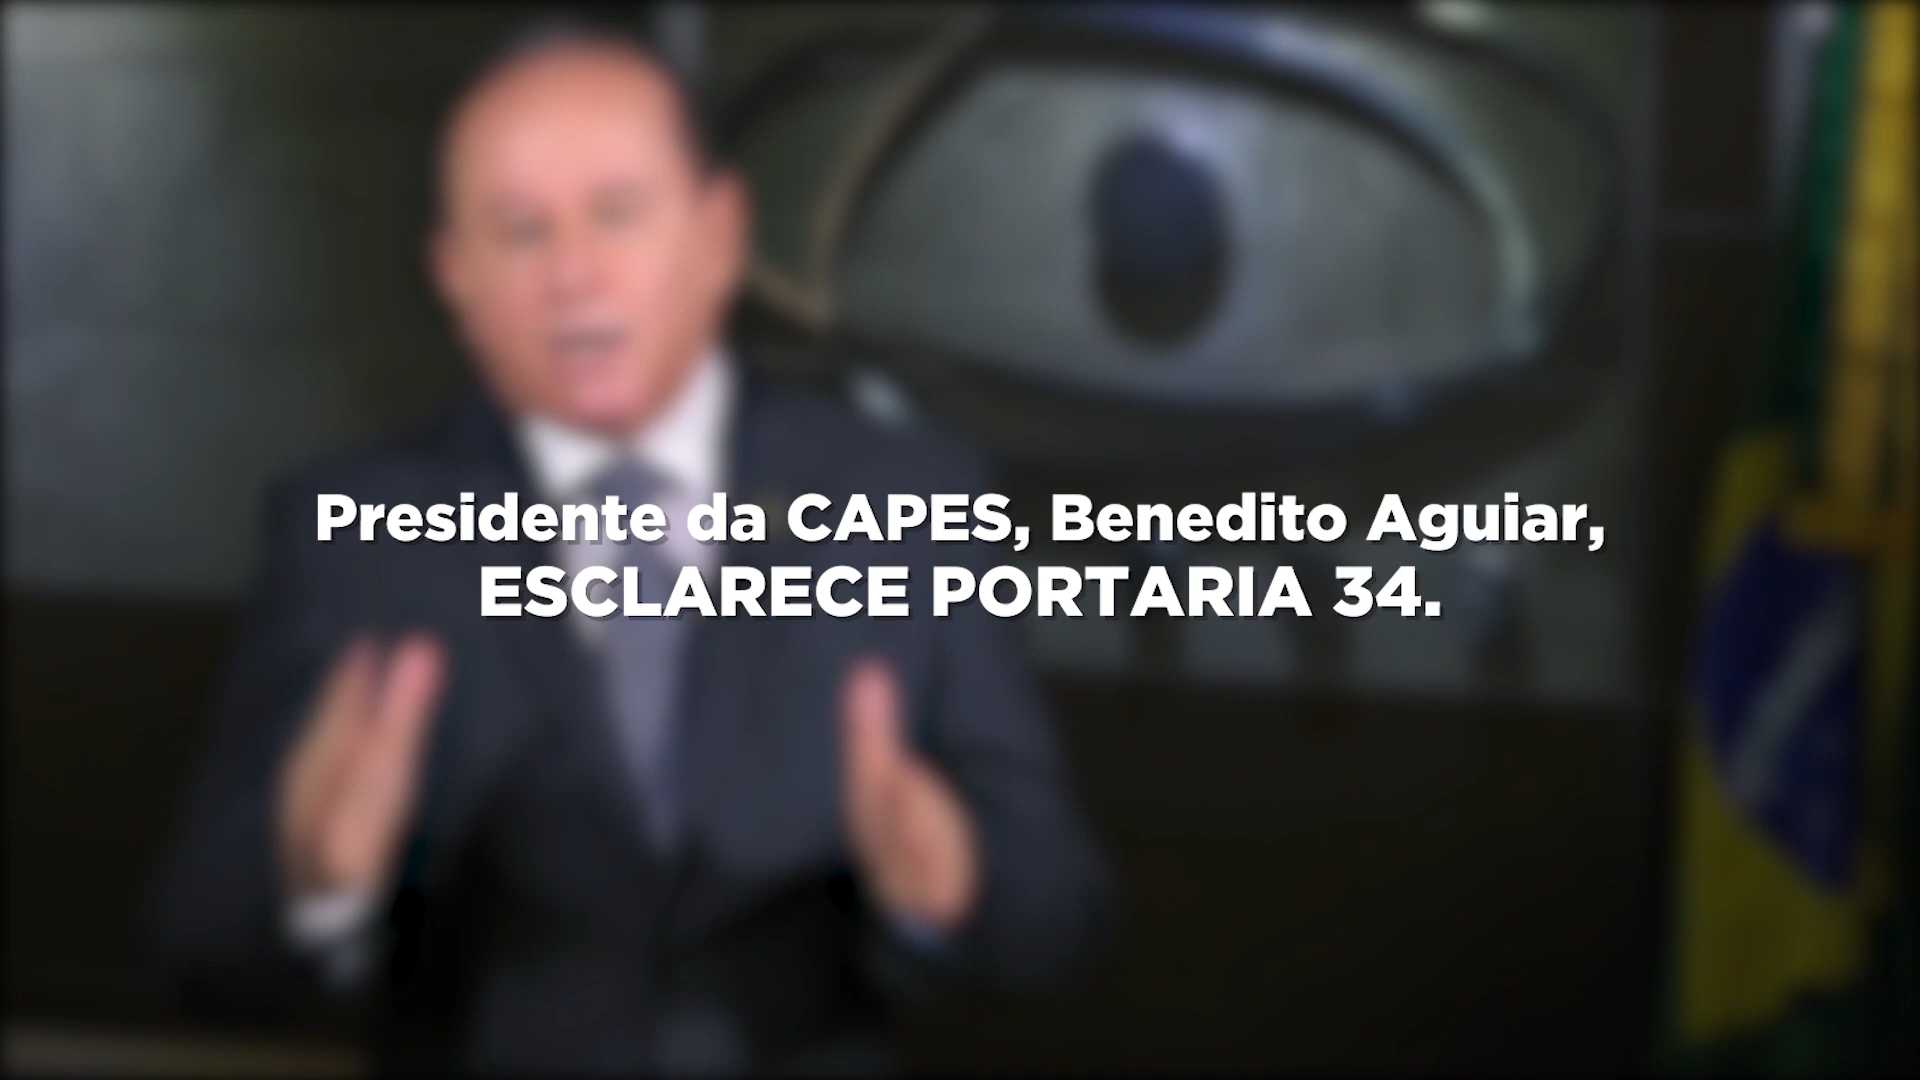 Presidente da CAPES, Benedito Aguiar,
ESCLARECE PORTARIA 34.